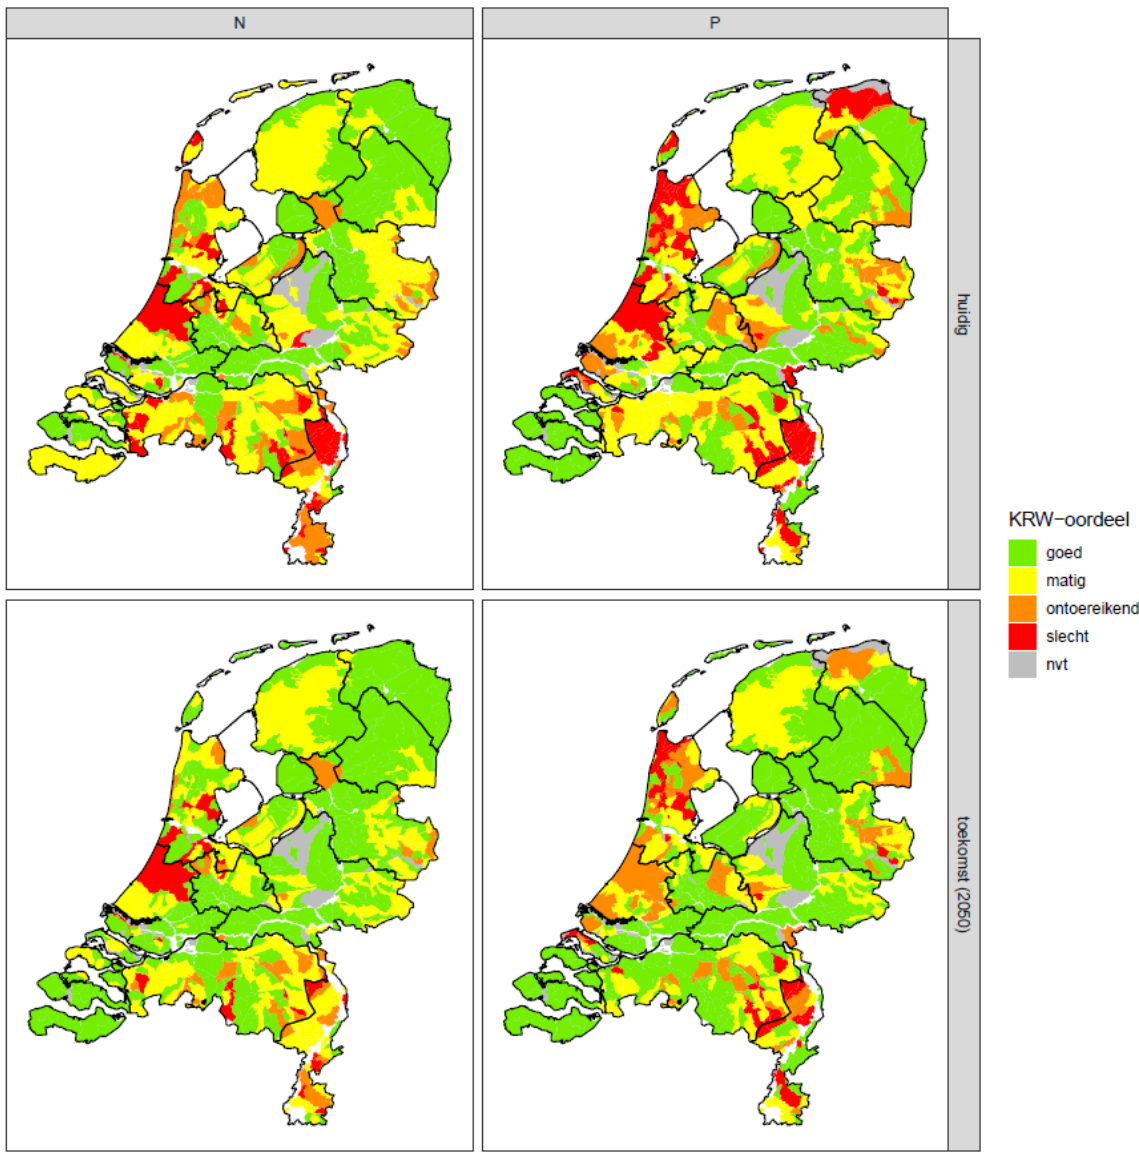 N
P
huidig
toekomst (2050)
KRW-oordeel
goed
matig
ontoereikend
slecht
nvt